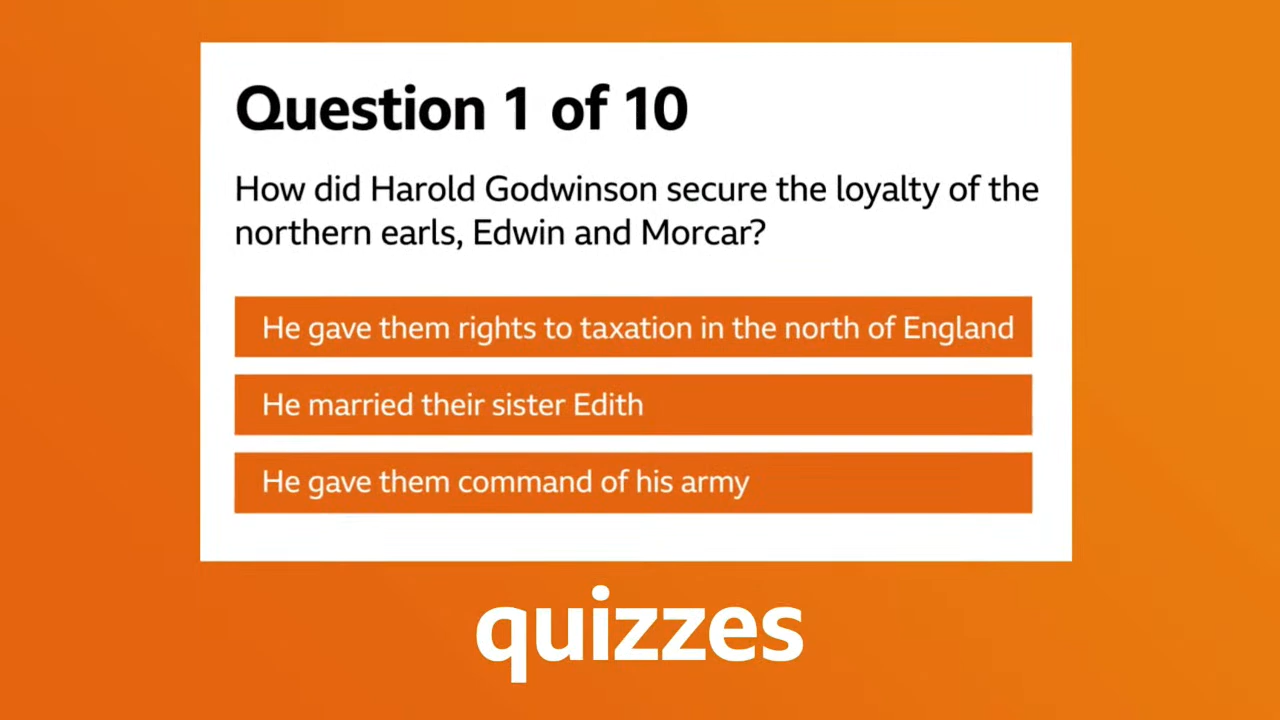 Question 1 of 10
How did Harold Godwinson secure the loyalty of the
northern earls, Edwin and Morcar?
He gave them rights to taxation in the north of England
He married their sister Edith
He gave them command of his army
quizzes